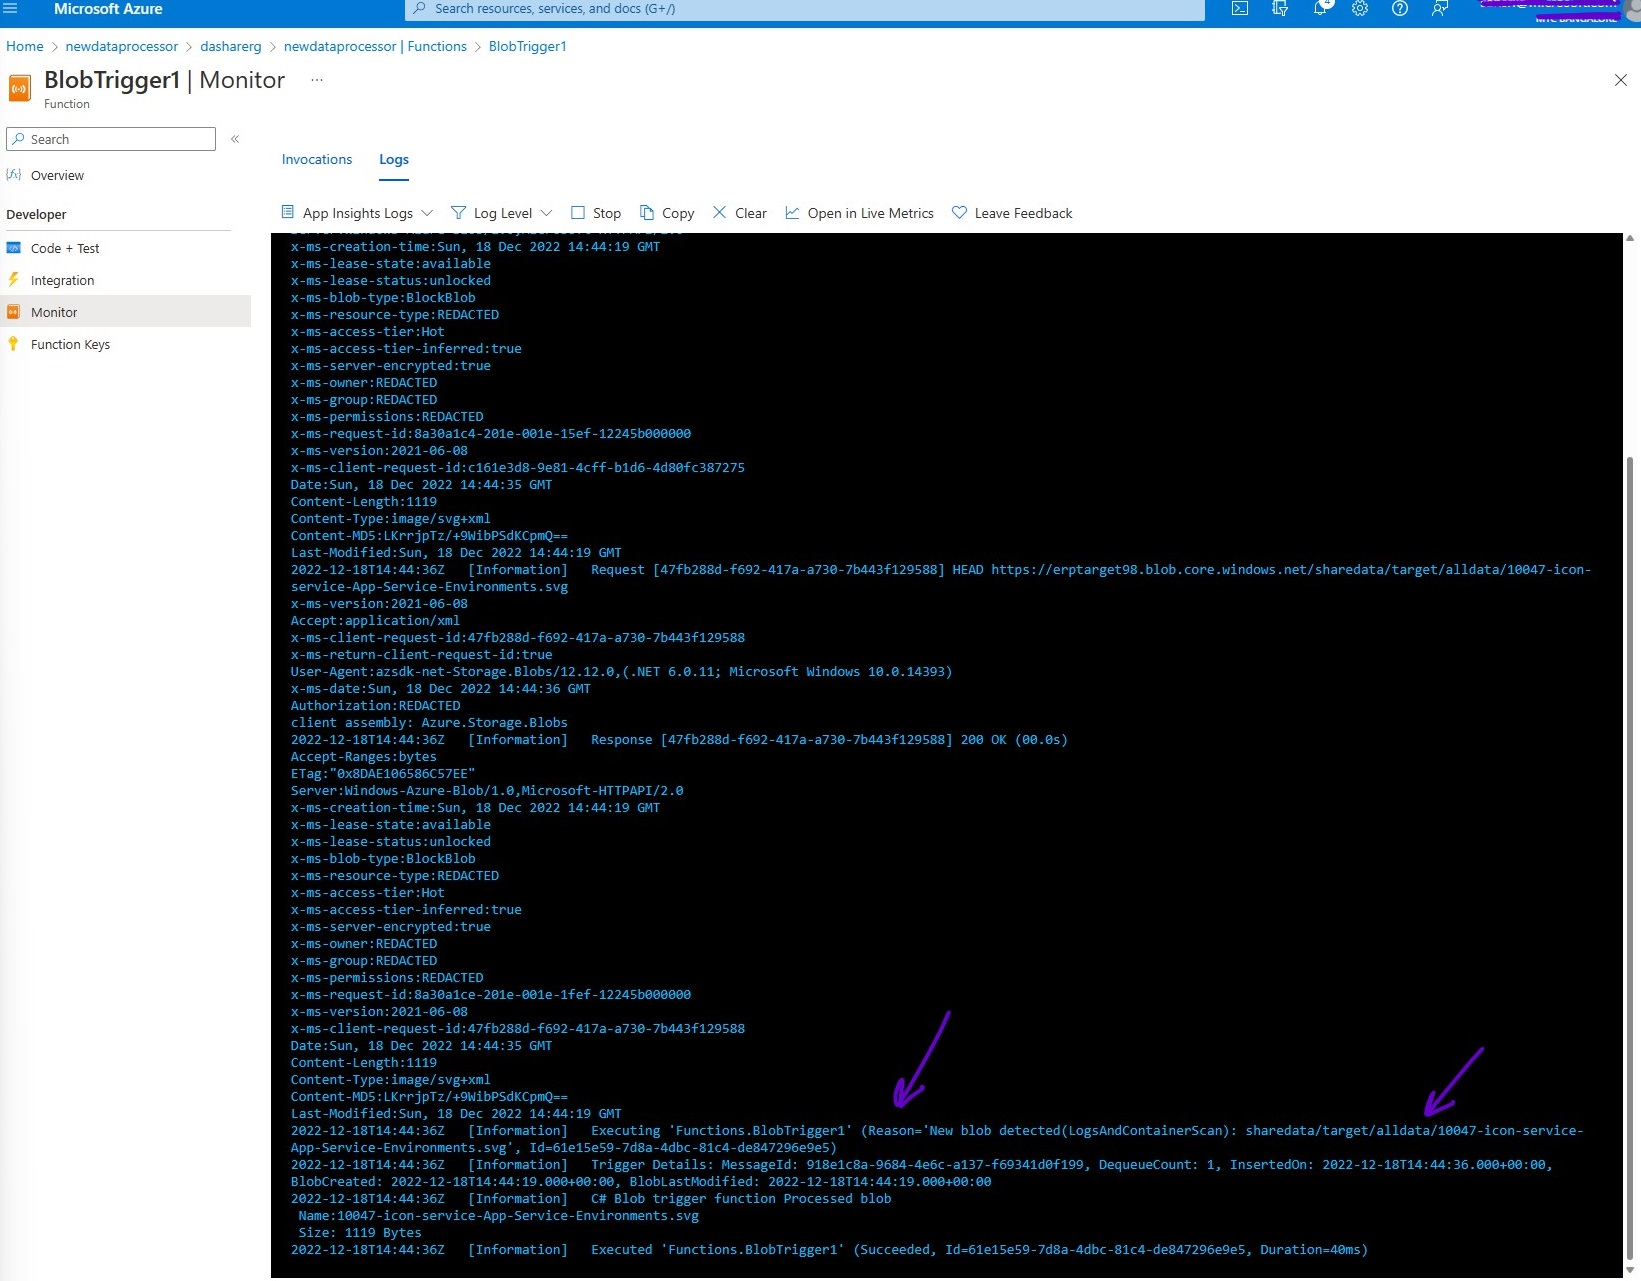 Microsoft Azure
Search resources, services, and docs (G+/)
4
Home > newdataprocessor > dasharerg > newdataprocessor | Functions > BlobTrigger1
BlobTrigger1 | Monitor ...
Function
Search «
Overview
Developer
Code + Test
Integration
Monitor
Function Keys
Invocations Logs
App Insights Logs Log Level Stop Copy Clear Open in Live Metrics Leave Feedback
x-ms-creation-time:Sun, 18 Dec 2022 14:44:19 GMT
x-ms-lease-state:available
x-ms-lease-status:unlocked
x-ms-blob-type:BlockBlob
x-ms-resource-type:REDACTED
x-ms-access-tier:Hot
x-ms-access-tier-inferred:true
x-ms-server-encrypted:true
x-ms-owner:REDACTED
x-ms-group:REDACTED
x-ms-permissions:REDACTED
x-ms-request-id:8a30a1c4-201e-001e-15ef-12245b000000
x-ms-version:2021-06-08
x-ms-client-request-id:c161e3d8-9e81-4cff-b1d6-4d80fc387275
Date:Sun, 18 Dec 2022 14:44:35 GMT
Content-Length:1119
Content-Type:image/svg+xml
Content-MD5:LKrrjpTz/+9WibPSdKCpmQ==
Last-Modified:Sun, 18 Dec 2022 14:44:19 GMT
2022-12-18T14:44:36Z [Information] Request [47fb288d-f692-417a-a730-7b443f129588] HEAD https://erptarget98.blob.core.windows.net/sharedata/target/alldata/10047-icon-
service-App-Service-Environments.svg
x-ms-version:2021-06-08
Accept:application/xml
x-ms-client-request-id:47fb288d-f692-417a-a730-7b443f129588
x-ms-return-client-request-id:true
User-Agent:azsdk-net-Storage.Blobs/12.12.0,(.NET 6.0.11; Microsoft Windows 10.0.14393)
x-ms-date:Sun, 18 Dec 2022 14:44:36 GMT
Authorization:REDACTED
client assembly: Azure.Storage.Blobs
2022-12-18T14:44:36Z [Information] Response [47fb288d-f692-417a-a730-7b443f129588] 200 OK (00.0s)
Accept-Ranges:bytes
ETag:"0x8DAE106586C57EE"
Server:Windows-Azure-Blob/1.0,Microsoft-HTTPAPI/2.0
x-ms-creation-time:Sun, 18 Dec 2022 14:44:19 GMT
x-ms-lease-state:available
x-ms-lease-status:unlocked
x-ms-blob-type:BlockBlob
x-ms-resource-type:REDACTED
x-ms-access-tier:Hot
x-ms-access-tier-inferred:true
x-ms-server-encrypted:true
x-ms-owner:REDACTED
x-ms-group:REDACTED
x-ms-permissions:REDACTED
x-ms-request-id:8a30a1ce-201e-001e-1fef-12245b000000
x-ms-version:2021-06-08
x-ms-client-request-id:47fb288d-f692-417a-a730-7b443f129588
Date:Sun, 18 Dec 2022 14:44:35 GMT
Content-Length:1119
Content-Type:image/svg+xml
Content-MD5:LKrrjpTz/+9WibPSdKCpmQ==
Last-Modified:Sun, 18 Dec 2022 14:44:19 GMT
2022-12-18T14:44:36Z [Information] Executing 'Functions.BlobTrigger1' (Reason='New blob detected(LogsAndContainerScan): sharedata/target/alldata/10047-icon-service-
App-Service-Environments.svg', Id=61e15e59-7d8a-4dbc-81c4-de847296e9e5)
2022-12-18T14:44:36Z [Information] Trigger Details: MessageId: 918e1c8a-9684-4e6c-a137-f69341d0f199, DequeueCount: 1, InsertedOn: 2022-12-18T14:44:36.000+00:00,
BlobCreated: 2022-12-18T14:44:19.000+00:00, BlobLastModified: 2022-12-18T14:44:19.000+00:00
2022-12-18T14:44:36Z [Information] C# Blob trigger function Processed blob
Name:10047-icon-service-App-Service-Environments.svg
Size: 1119 Bytes
2022-12-18T14:44:36Z [Information] Executed 'Functions.BlobTrigger1' (Succeeded, Id=61e15e59-7d8a-4dbc-81c4-de847296e9e5, Duration=40ms)